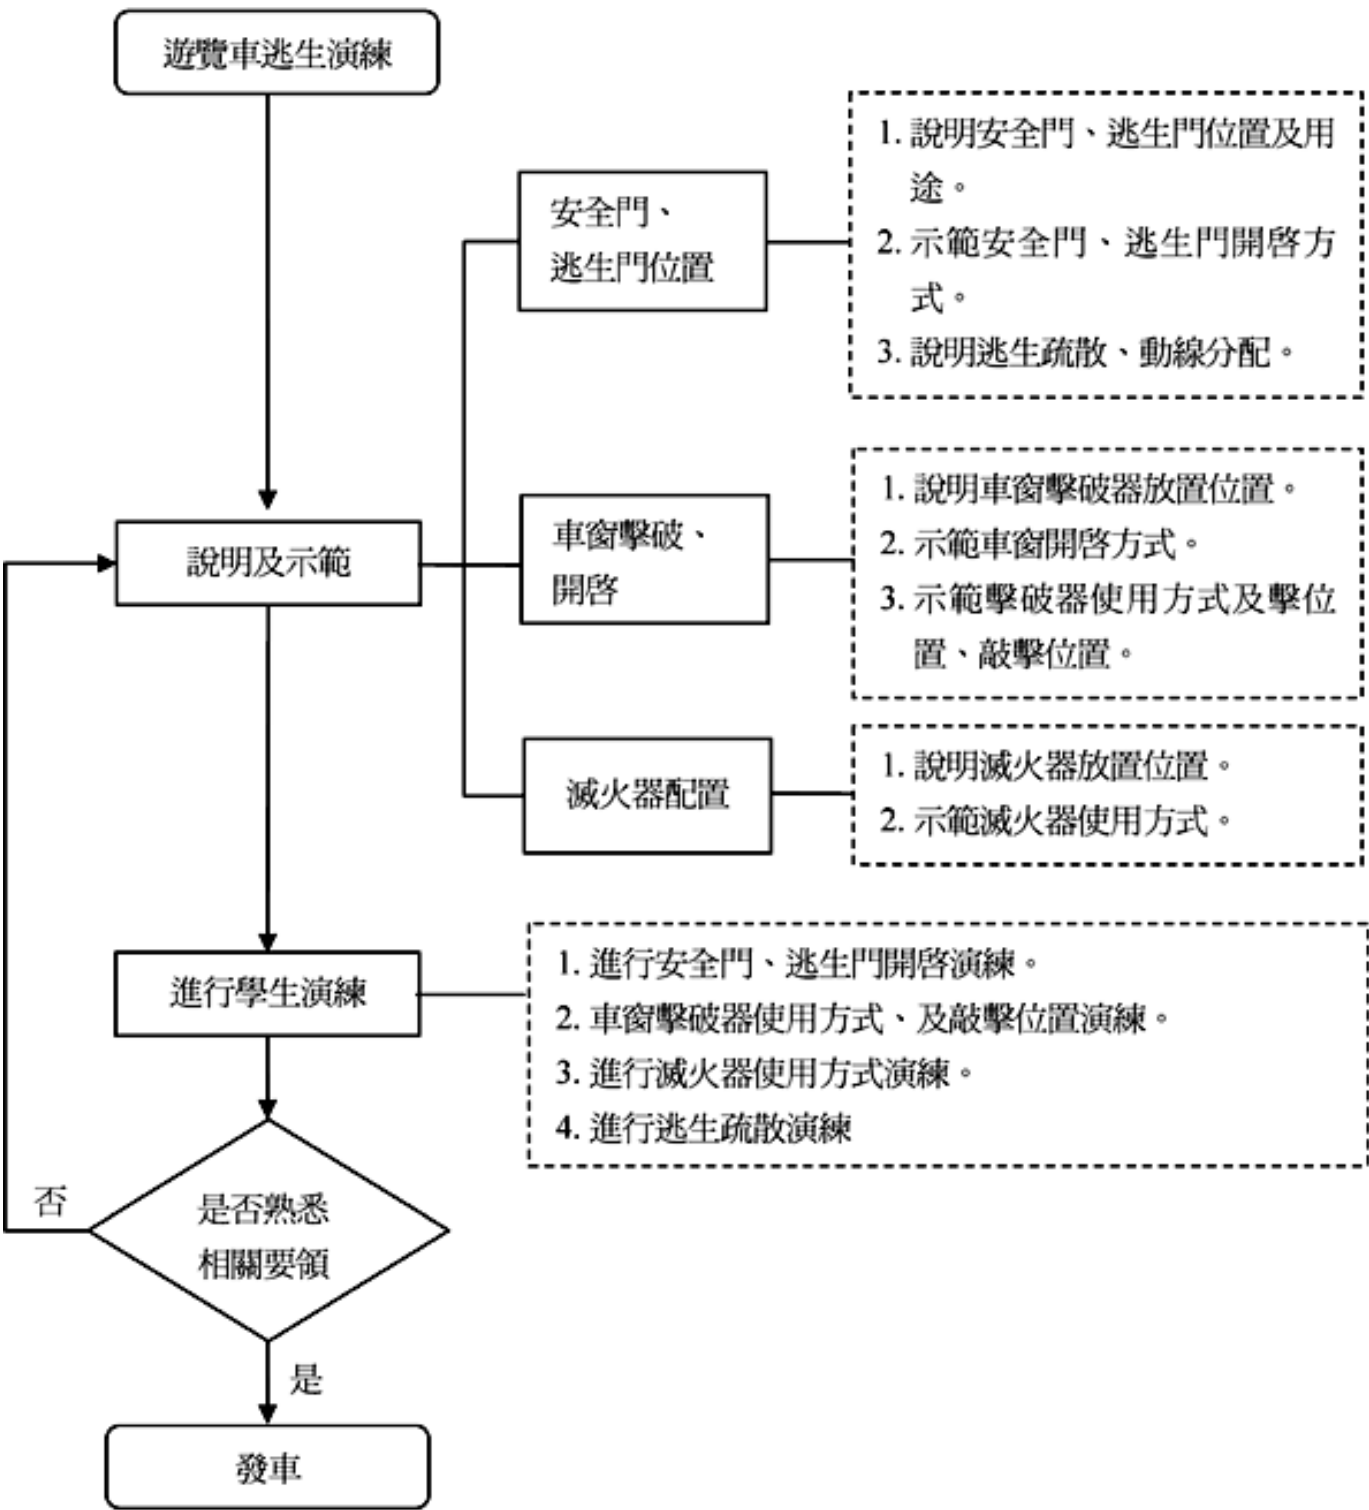 遊覽車逃生演練
安全門、
逃生門位置
1. 說明安全門、逃生門位置及用
途。
2. 示範安全門、逃生門開啓方
式。
3. 說明逃生疏散、動線分配。
說明及示範
車窗擊破、
開啓
1. 說明車窗擊破器放置位置。
2. 示範車窗開啓方式。
3. 示範擊破器使用方式及擊位
置、敲擊位置。
滅火器配置
1. 說明滅火器放置位置。
2. 示範滅火器使用方式。
進行學生演練
1. 進行安全門、逃生門開啓演練。
2. 車窗擊破器使用方式、及敲擊位置演練。
3. 進行滅火器使用方式演練。
4. 進行逃生疏散演練
否
是否熟悉
相關要領
是
發車